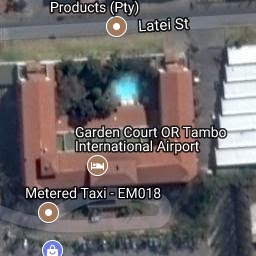 Products (Pty)
Latei St
Garden Court OR Tambo
International Airport
Metered Taxi - EM018